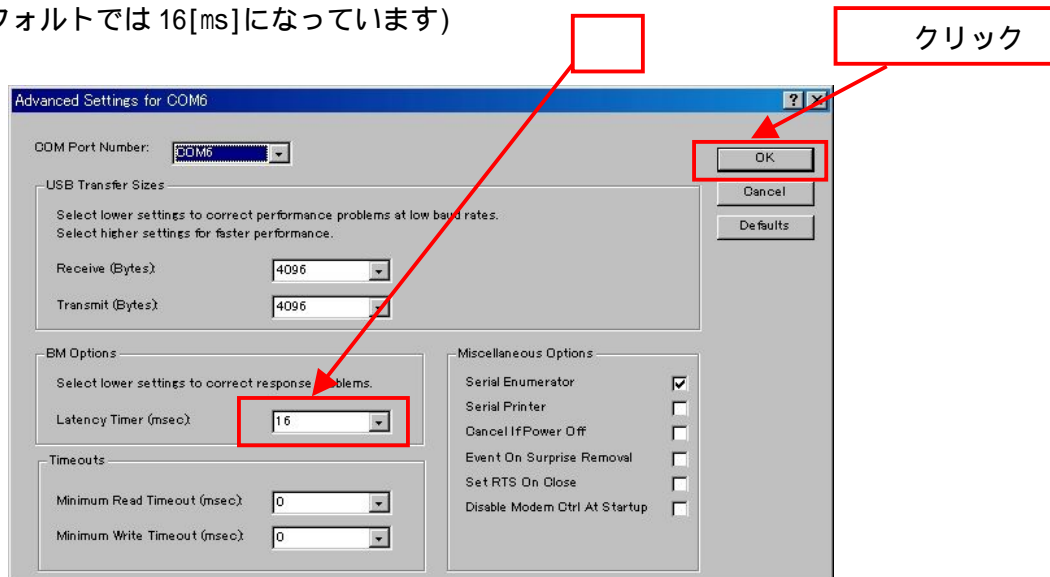 フォルトでは 16[ms]になっています)
クリック
Advanced Settings for COM6
COM Port Number: COM6
OK
Cancel
Defaults
USB Transfer Sizes
Select lower settings to correct performance problems at low baud rates.
Select higher settings for faster performance.
Receive (Bytes): 4096
Transmit (Bytes): 4096
BM Options
Select lower settings to correct response problems.
Latency Timer (msec): 16
Timeouts
Minimum Read Timeout (msec): 0
Minimum Write Timeout (msec): 0
Miscellaneous Options
Serial Enumerator
Serial Printer
Cancel If Power Off
Event On Surprise Removal
Set RTS On Close
Disable Modem Ctrl At Startup